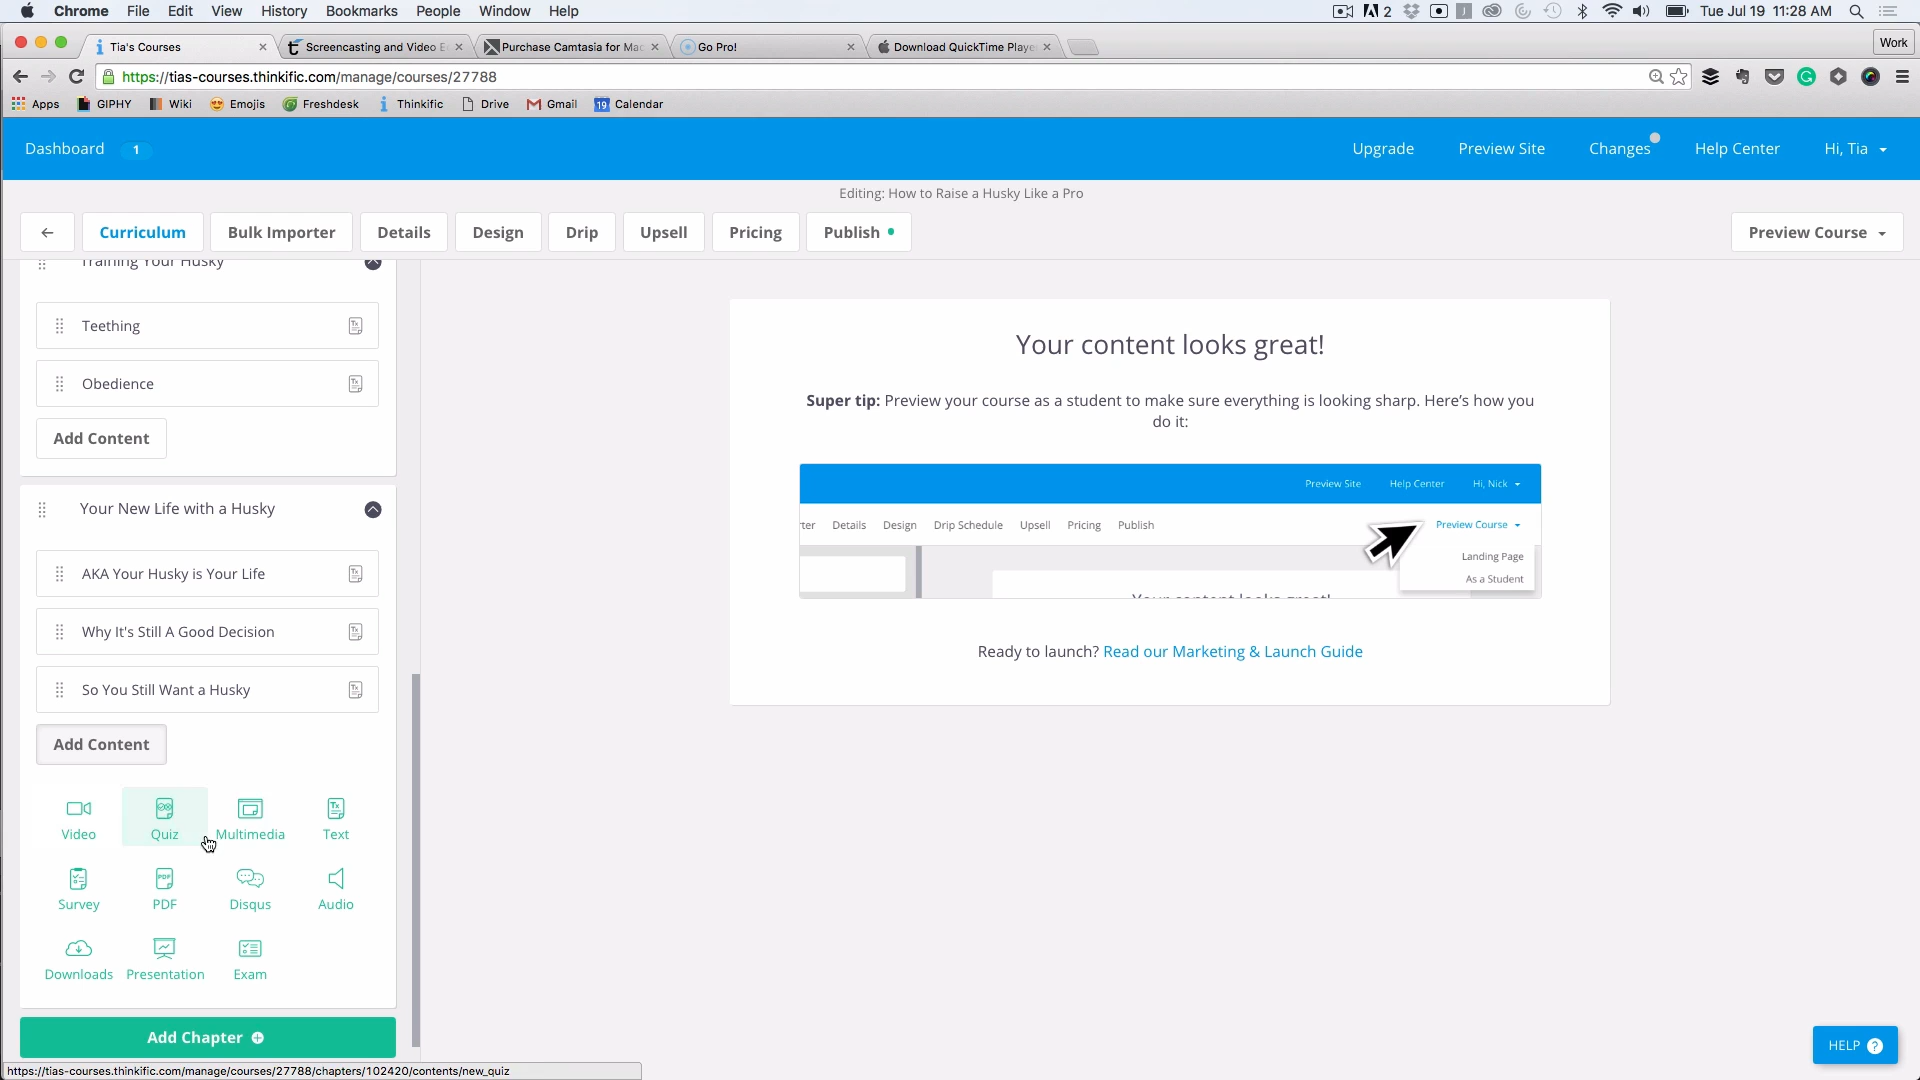 Chrome File Edit View History Bookmarks People Window Help
2 Tue Jul 19 11:28 AM
Tia's Courses
Screencasting and Video E
Purchase Camtasia for Mac
Go Pro!
Download QuickTime Playe
Work
https://tias-courses.thinkific.com/manage/courses/27788
Apps GIPHY Wiki Emojis Freshdesk Thinkific Drive Gmail 19 Calendar
Dashboard 1 Upgrade Preview Site Changes Help Center Hi, Tia
Editing: How to Raise a Husky Like a Pro
Curriculum Bulk Importer Details Design Drip Upsell Pricing Publish Preview Course
Training Your Husky
Teething
Obedience
Add Content
Your New Life with a Husky
AKA Your Husky is Your Life
Why It's Still A Good Decision
So You Still Want a Husky
Add Content
Video Quiz Multimedia Text
Survey PDF Disqus Audio
Downloads Presentation Exam
Add Chapter
Your content looks great!
Super tip: Preview your course as a student to make sure everything is looking sharp. Here's how you
do it:
Preview Site Help Center Hi, Nick
rter Details Design Drip Schedule Upsell Pricing Publish Preview Course
Landing Page
As a Student
Your content looks great!
Ready to launch? Read our Marketing & Launch Guide
HELP ?
https://tias-courses.thinkific.com/manage/courses/27788/chapters/102420/contents/new_quiz